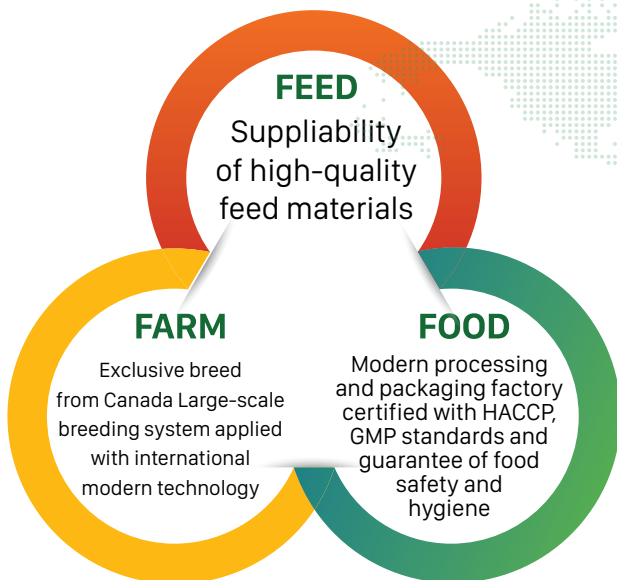 FEED
Suppliability
of high-quality
feed materials
FARM
Exclusive breed
from Canada Large-scale
breeding system applied
with international
modern technology
FOOD
Modern processing
and packaging factory
certified with HACCP,
GMP standards and
guarantee of food
safety and
hygiene